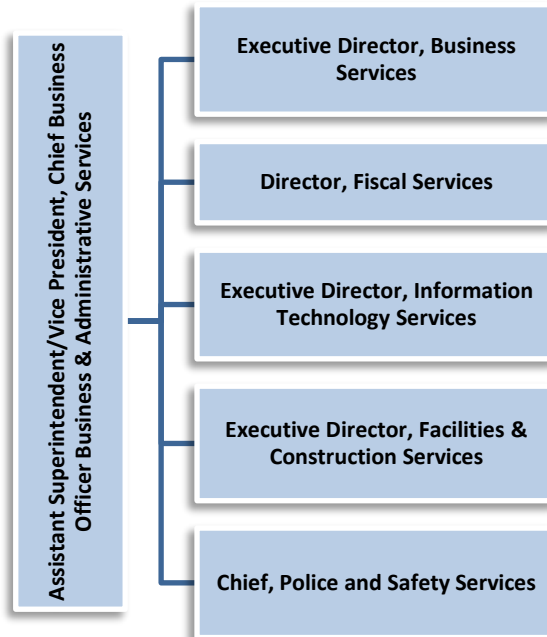 Assistant Superintendent/Vice President, Chief Business
Officer Business & Administrative Services
Executive Director, Business
Services
Director, Fiscal Services
Executive Director, Information
Technology Services
Executive Director, Facilities &
Construction Services
Chief, Police and Safety Services